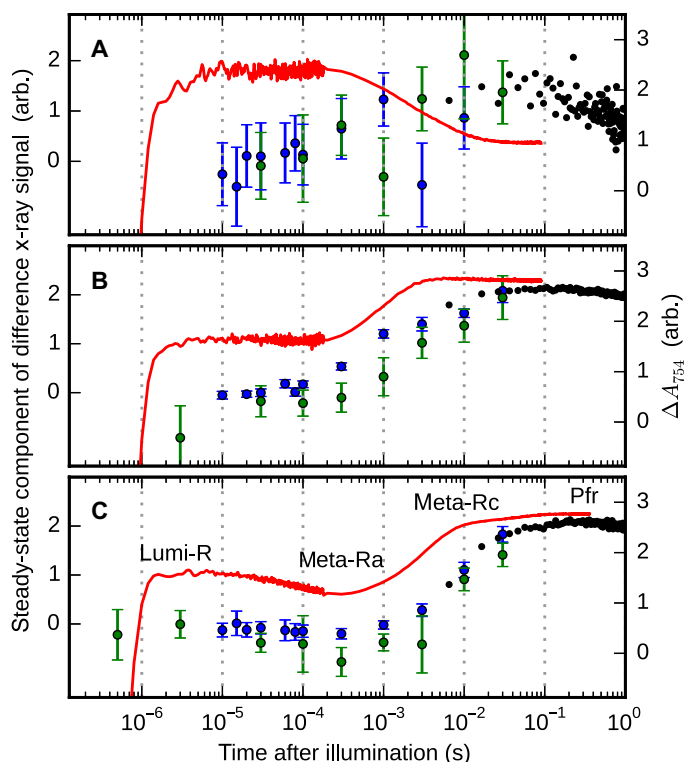 Steady-state component of difference x-ray signal (arb.)
A
2
1
0
3
2
1
0
B
2
1
0
3
2
1
0
ΔA₇₅₄ (arb.)
C
Lumi-R
Meta-Ra
Meta-Rc
Pfr
2
1
0
3
2
1
0
10⁻⁶ 10⁻⁵ 10⁻⁴ 10⁻³ 10⁻² 10⁻¹ 10⁰
Time after illumination (s)